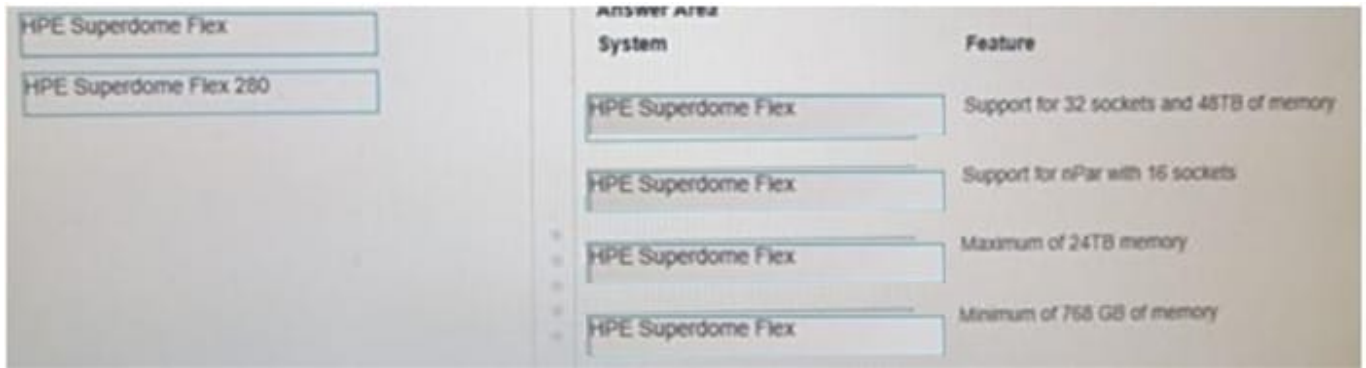 HPE Superdome Flex
HPE Superdome Flex 280
Answer Area
System Feature
HPE Superdome Flex Support for 32 sockets and 48TB of memory
HPE Superdome Flex Support for nPar with 16 sockets
HPE Superdome Flex Maximum of 24TB memory
HPE Superdome Flex Minimum of 768 GB of memory